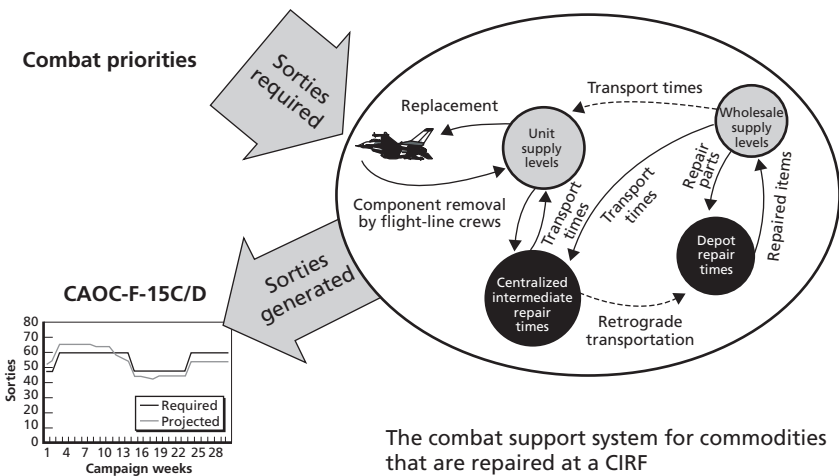 Combat priorities
Sorties
required
Replacement
Component removal
by flight-line crews
Unit
supply
levels
Transport times
Wholesale
supply
levels
Transport
times
Transport
times
Repair
parts
Repaired items
Depot
repair
times
Centralized
intermediate
repair
times
Retrograde
transportation
Sorties
generated
CAOC-F-15C/D
Sorties
80
70
60
50
40
30
20
10
0
Required
Projected
1 4 7 10 13 16 19 22 25 28
Campaign weeks
The combat support system for commodities
that are repaired at a CIRF